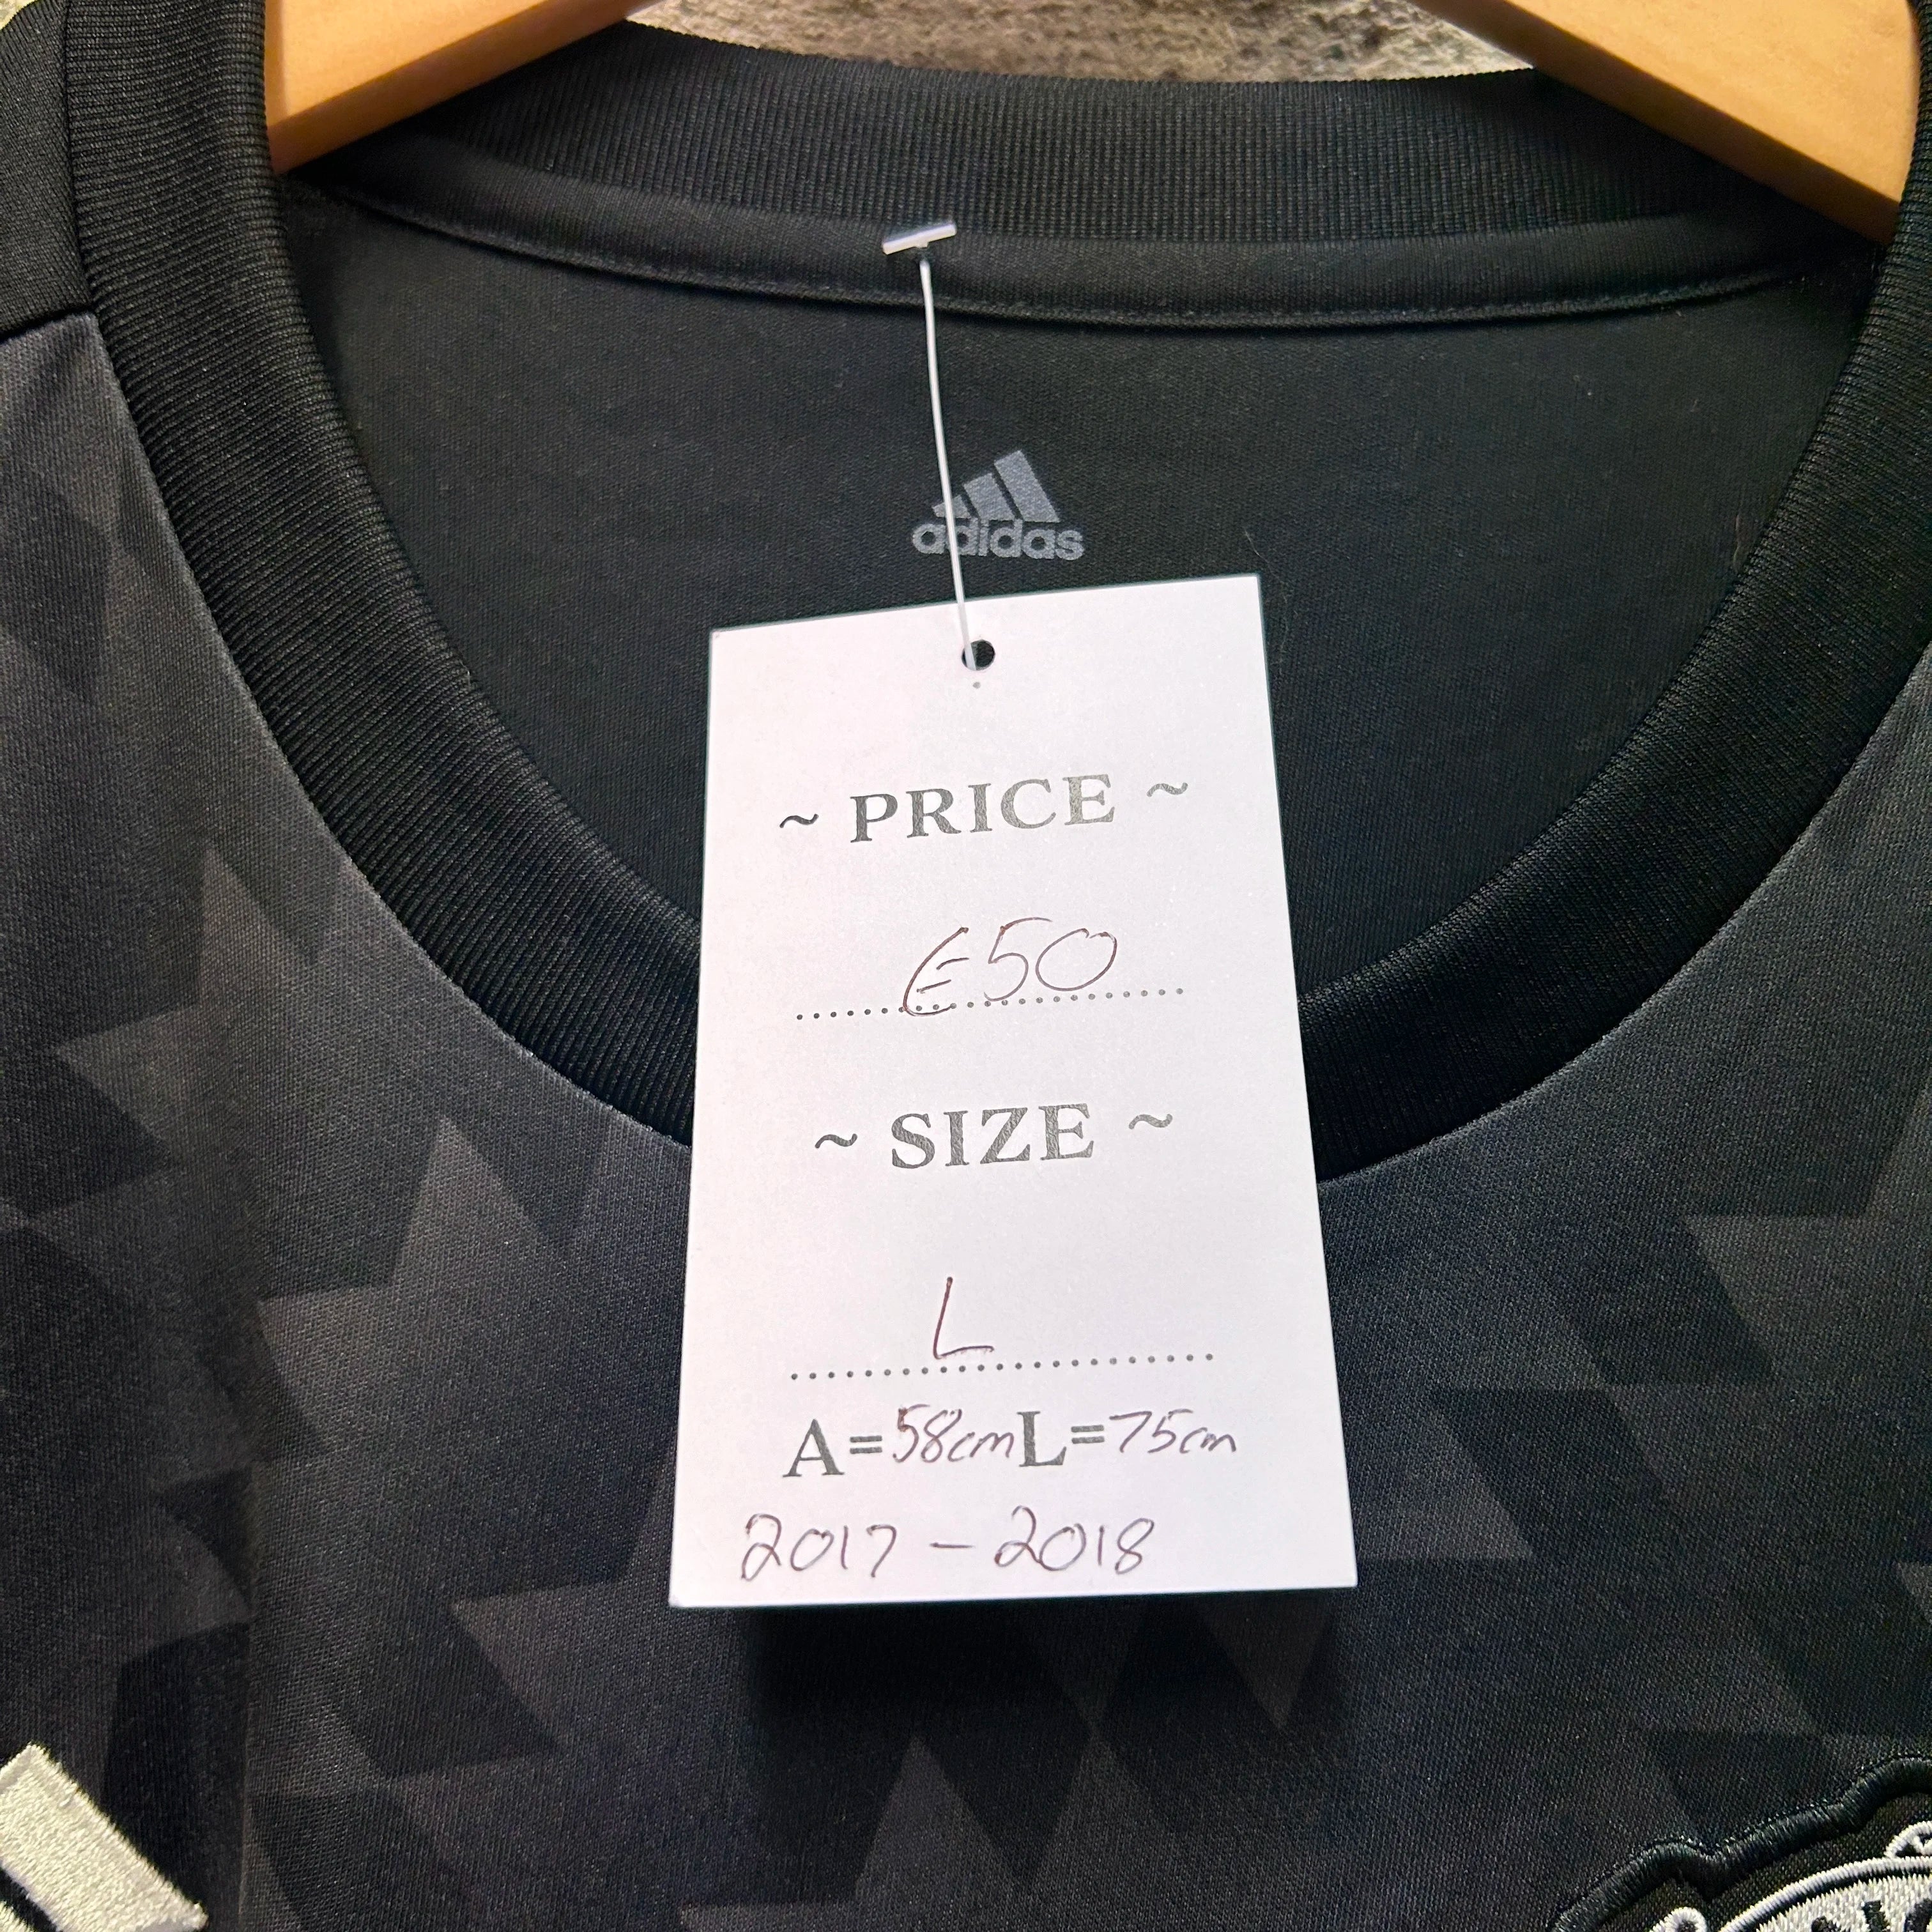 adidas
~ PRICE ~
€50
~ SIZE ~
L
A=58cm L=75cm
2017 - 2018